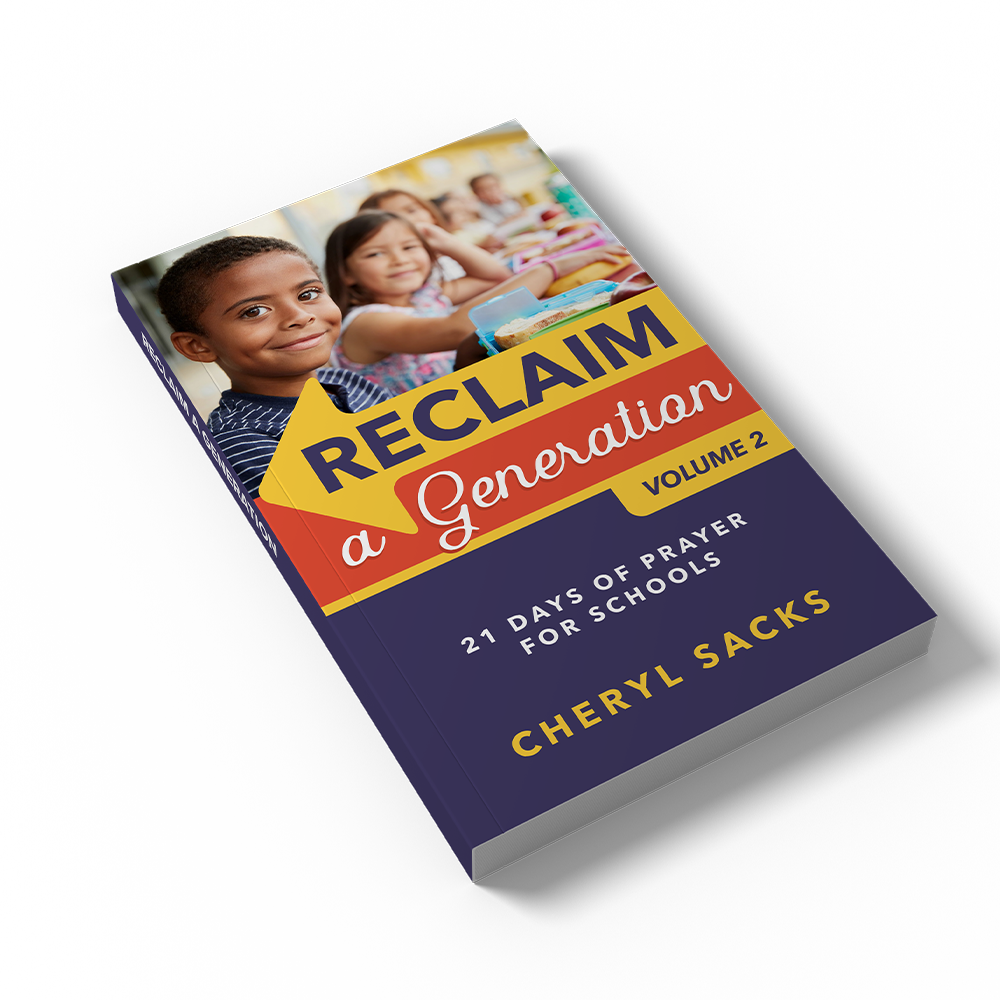 RECLAIM
a Generation
VOLUME 2
21 DAYS OF PRAYER
FOR SCHOOLS
CHERYL SACKS
RECLAIM A GENERATION